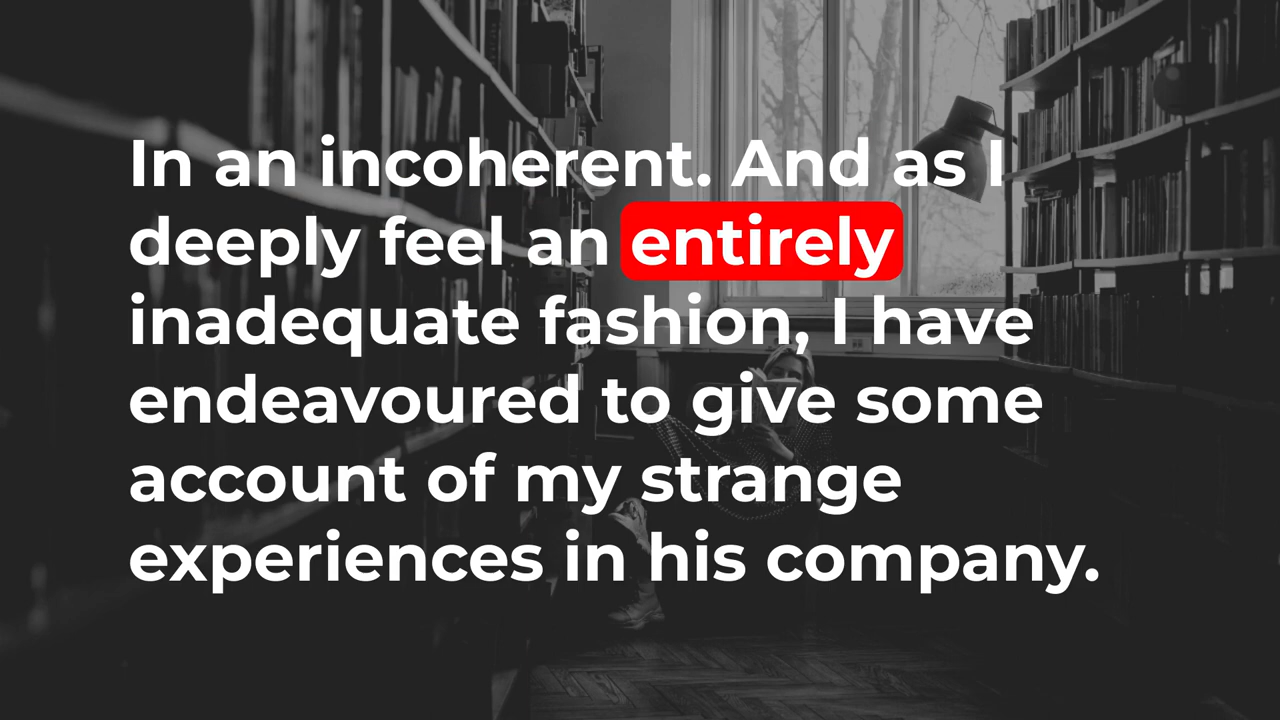 In an incoherent. And as I
deeply feel an entirely
inadequate fashion, I have
endeavoured to give some
account of my strange
experiences in his company.